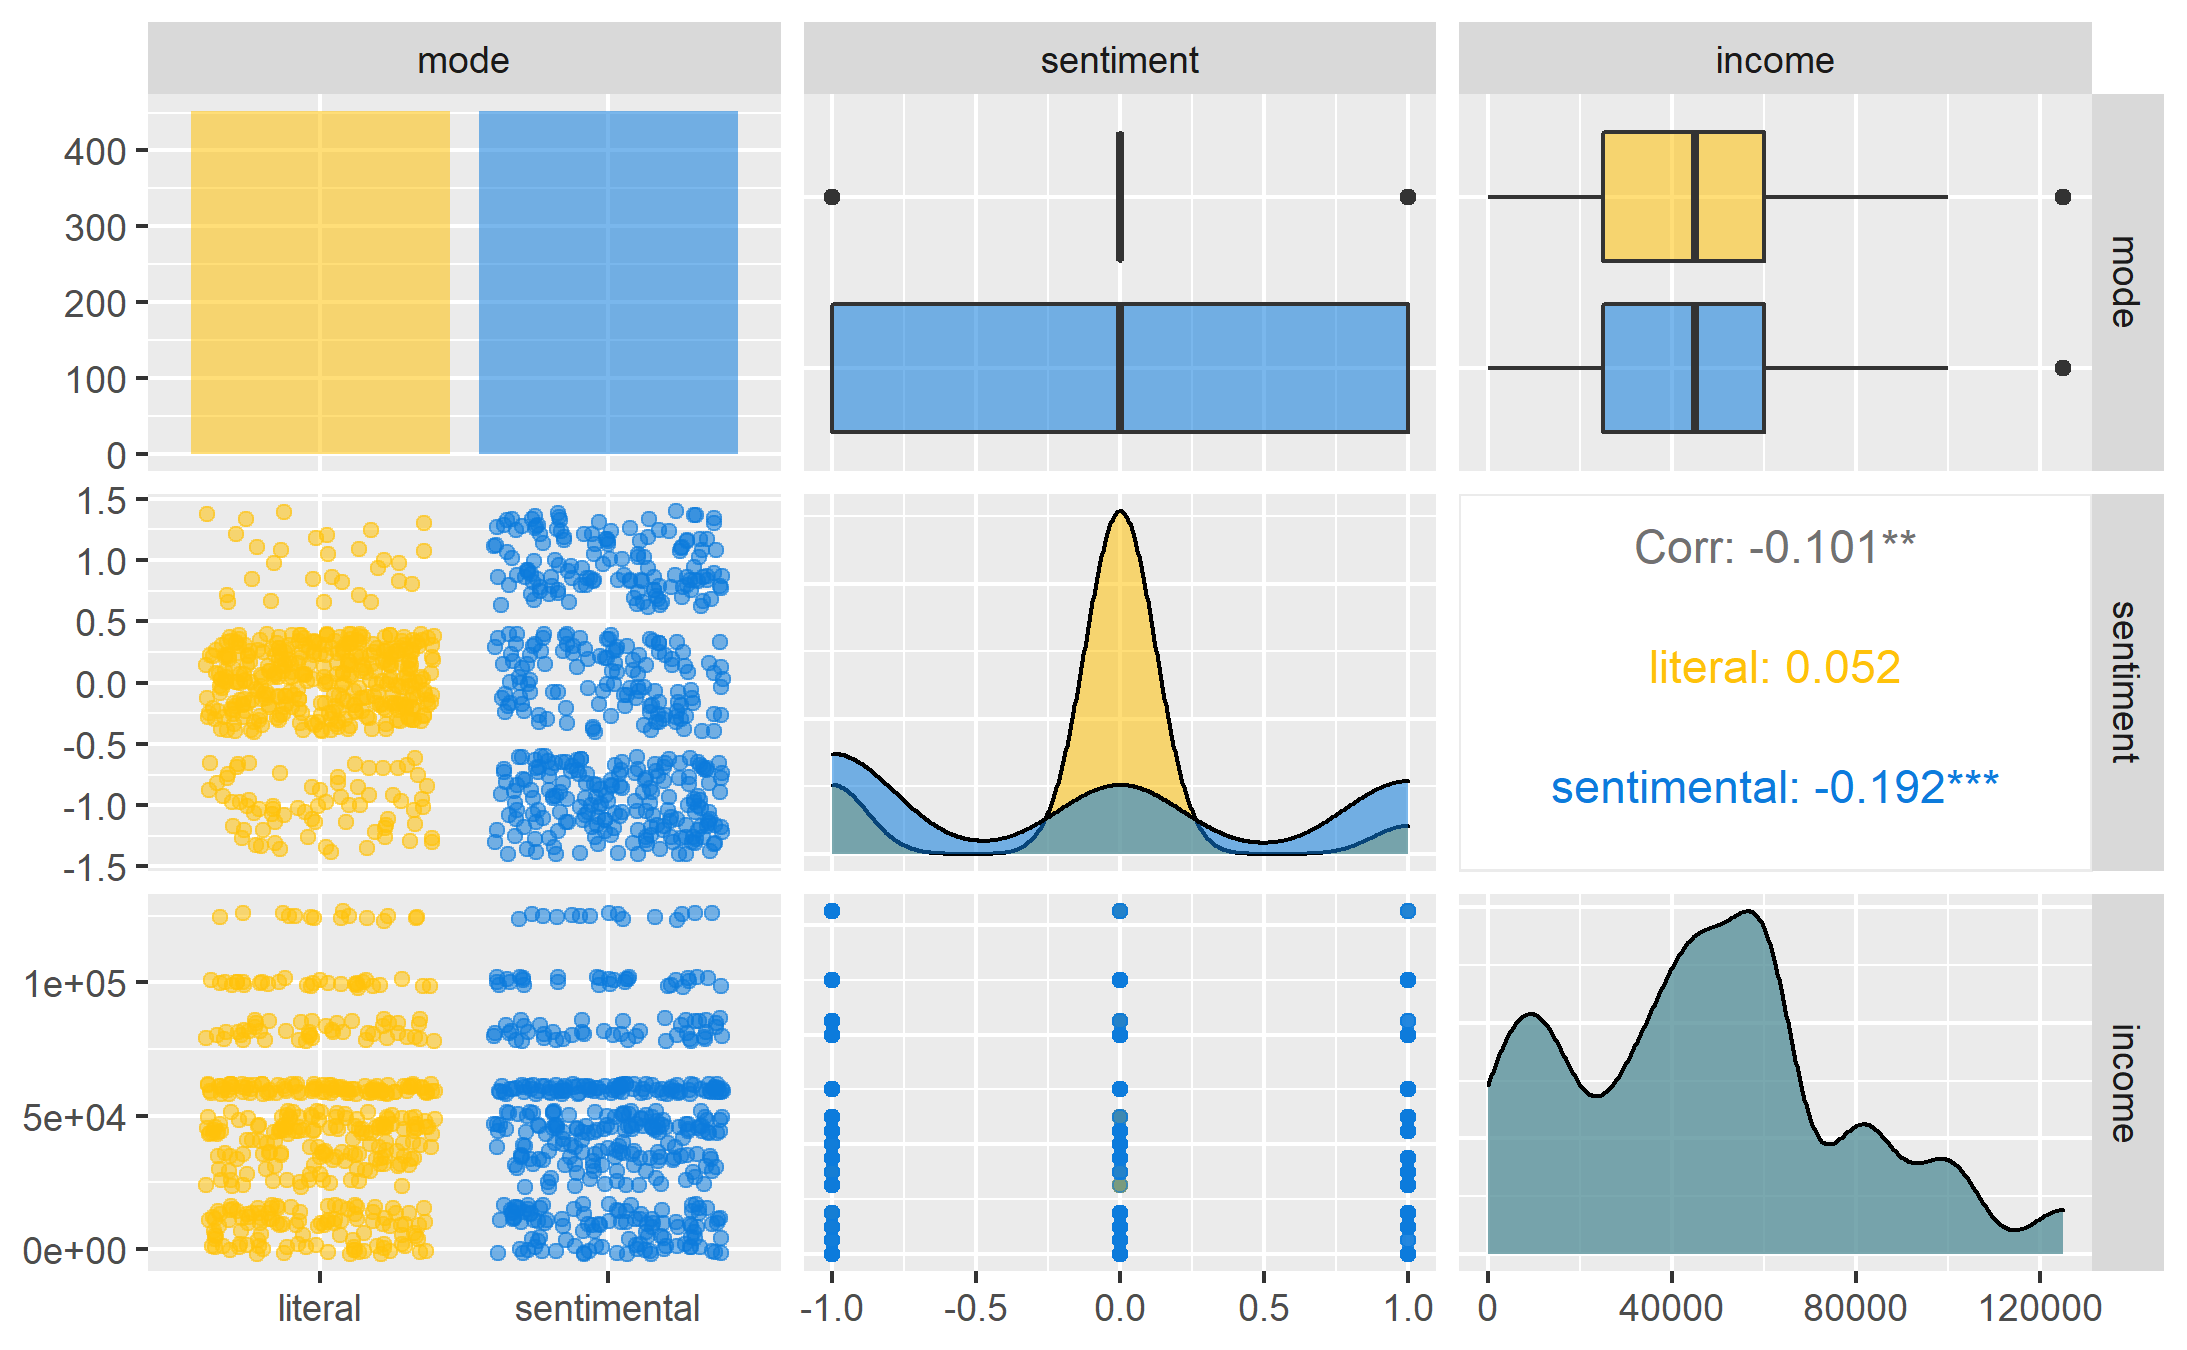 mode sentiment income
400
300
200
100
0
mode
1.5
1.0
0.5
0.0
-0.5
-1.0
-1.5
Corr: -0.101**
literal: 0.052
sentimental: -0.192***
sentiment
1e+05
5e+04
0e+00
income
literal sentimental -1.0 -0.5 0.0 0.5 1.0 0 40000 80000 120000